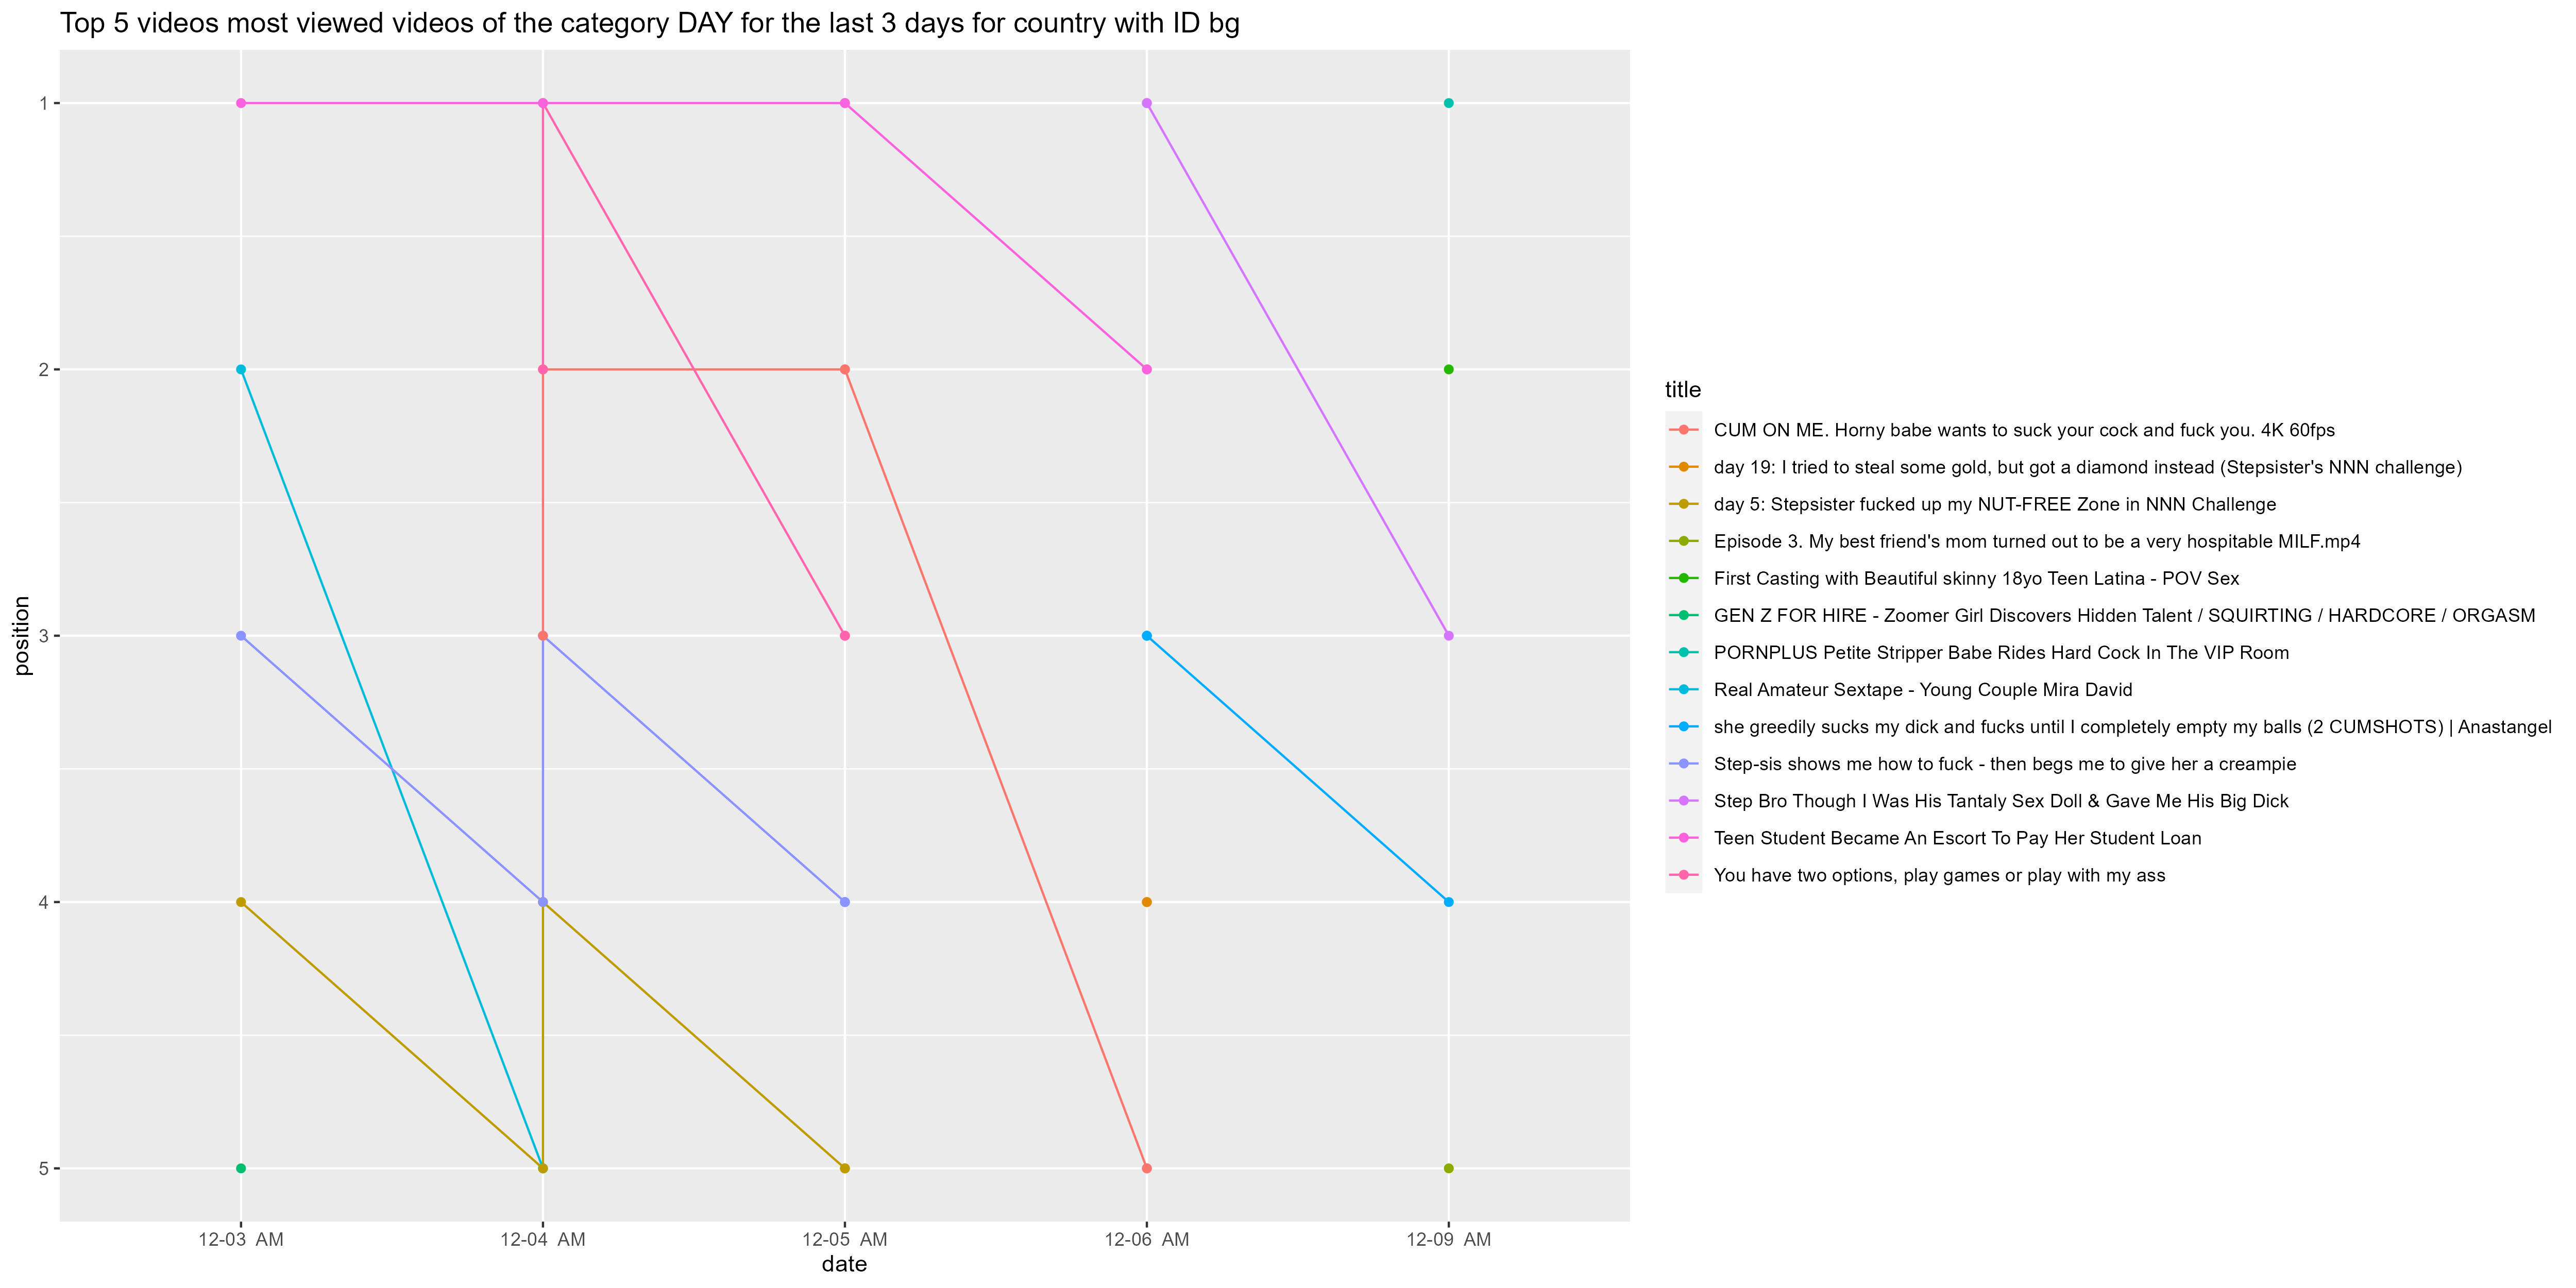 Top 5 videos most viewed videos of the category DAY for the last 3 days for country with ID bg
1
2
3
4
5
position
12-03 AM
12-04 AM
12-05 AM
12-06 AM
12-09 AM
date
title
CUM ON ME. Horny babe wants to suck your cock and fuck you. 4K 60fps
day 19: I tried to steal some gold, but got a diamond instead (Stepsister's NNN challenge)
day 5: Stepsister fucked up my NUT-FREE Zone in NNN Challenge
Episode 3. My best friend's mom turned out to be a very hospitable MILF.mp4
First Casting with Beautiful skinny 18yo Teen Latina - POV Sex
GEN Z FOR HIRE - Zoomer Girl Discovers Hidden Talent / SQUIRTING / HARDCORE / ORGASM
PORNPLUS Petite Stripper Babe Rides Hard Cock In The VIP Room
Real Amateur Sextape - Young Couple Mira David
she greedily sucks my dick and fucks until I completely empty my balls (2 CUMSHOTS) | Anastangel
Step-sis shows me how to fuck - then begs me to give her a creampie
Step Bro Though I Was His Tantaly Sex Doll & Gave Me His Big Dick
Teen Student Became An Escort To Pay Her Student Loan
You have two options, play games or play with my ass